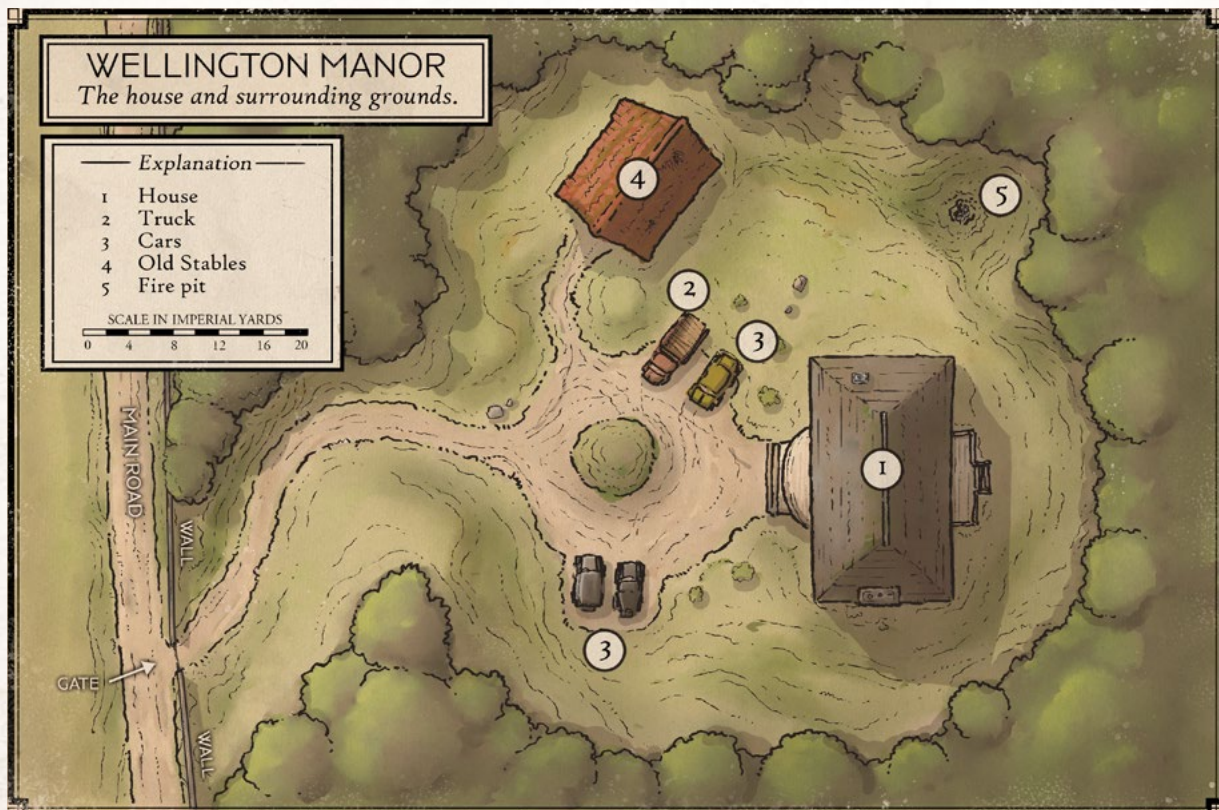 WELLINGTON MANOR
The house and surrounding grounds.
Explanation
1 House
2 Truck
3 Cars
4 Old Stables
5 Fire pit
SCALE IN IMPERIAL YARDS
0 4 8 12 16 20
4
5
2
3
1
3
MAIN ROAD
WALL
GATE
WALL